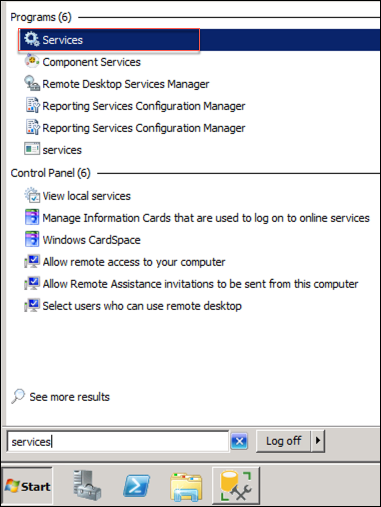 Programs (6)
Services
Component Services
Remote Desktop Services Manager
Reporting Services Configuration Manager
Reporting Services Configuration Manager
services
Control Panel (6)
View local services
Manage Information Cards that are used to log on to online services
Windows CardSpace
Allow remote access to your computer
Allow Remote Assistance invitations to be sent from this computer
Select users who can use remote desktop
See more results
services
Log off
Start